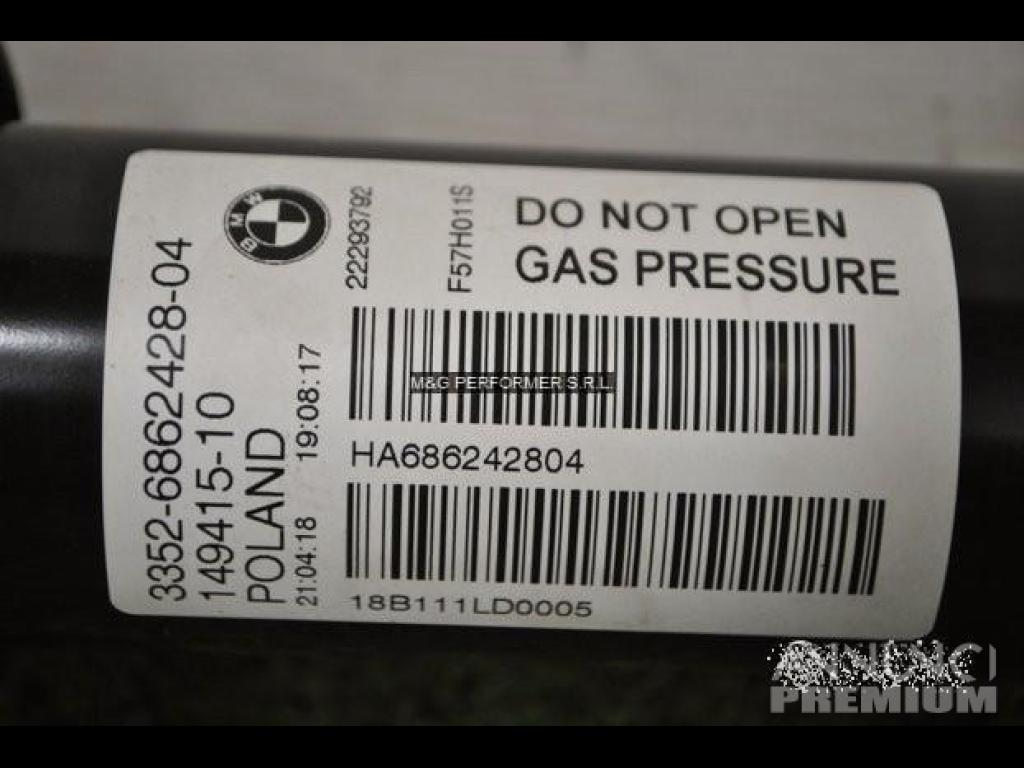 BMW
3352-6862428-04
149415-10
POLAND
21:04:18 19:08:17
22293792
F57H011S
DO NOT OPEN
GAS PRESSURE
M&G PERFORMER S.R.L.
HA686242804
18B111LD0005
PREMIUM